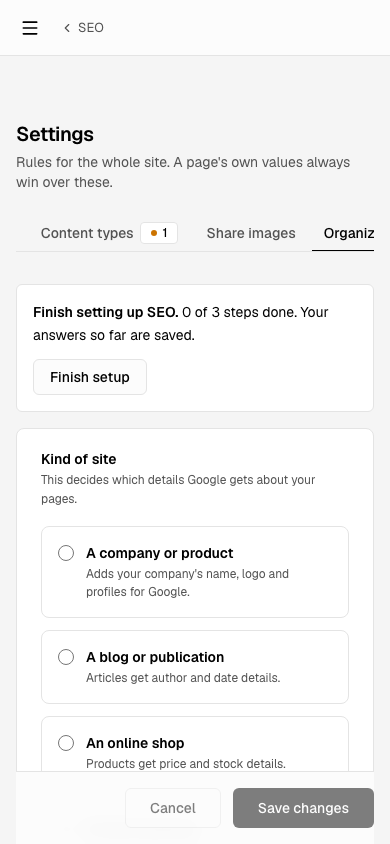 SEO
Settings
Rules for the whole site. A page's own values always
win over these.
Content types 1 Share images Organiz
Finish setting up SEO. 0 of 3 steps done. Your
answers so far are saved.
Finish setup
Kind of site
This decides which details Google gets about your
pages.
A company or product
Adds your company's name, logo and
profiles for Google.
A blog or publication
Articles get author and date details.
An online shop
Products get price and stock details.
Cancel Save changes